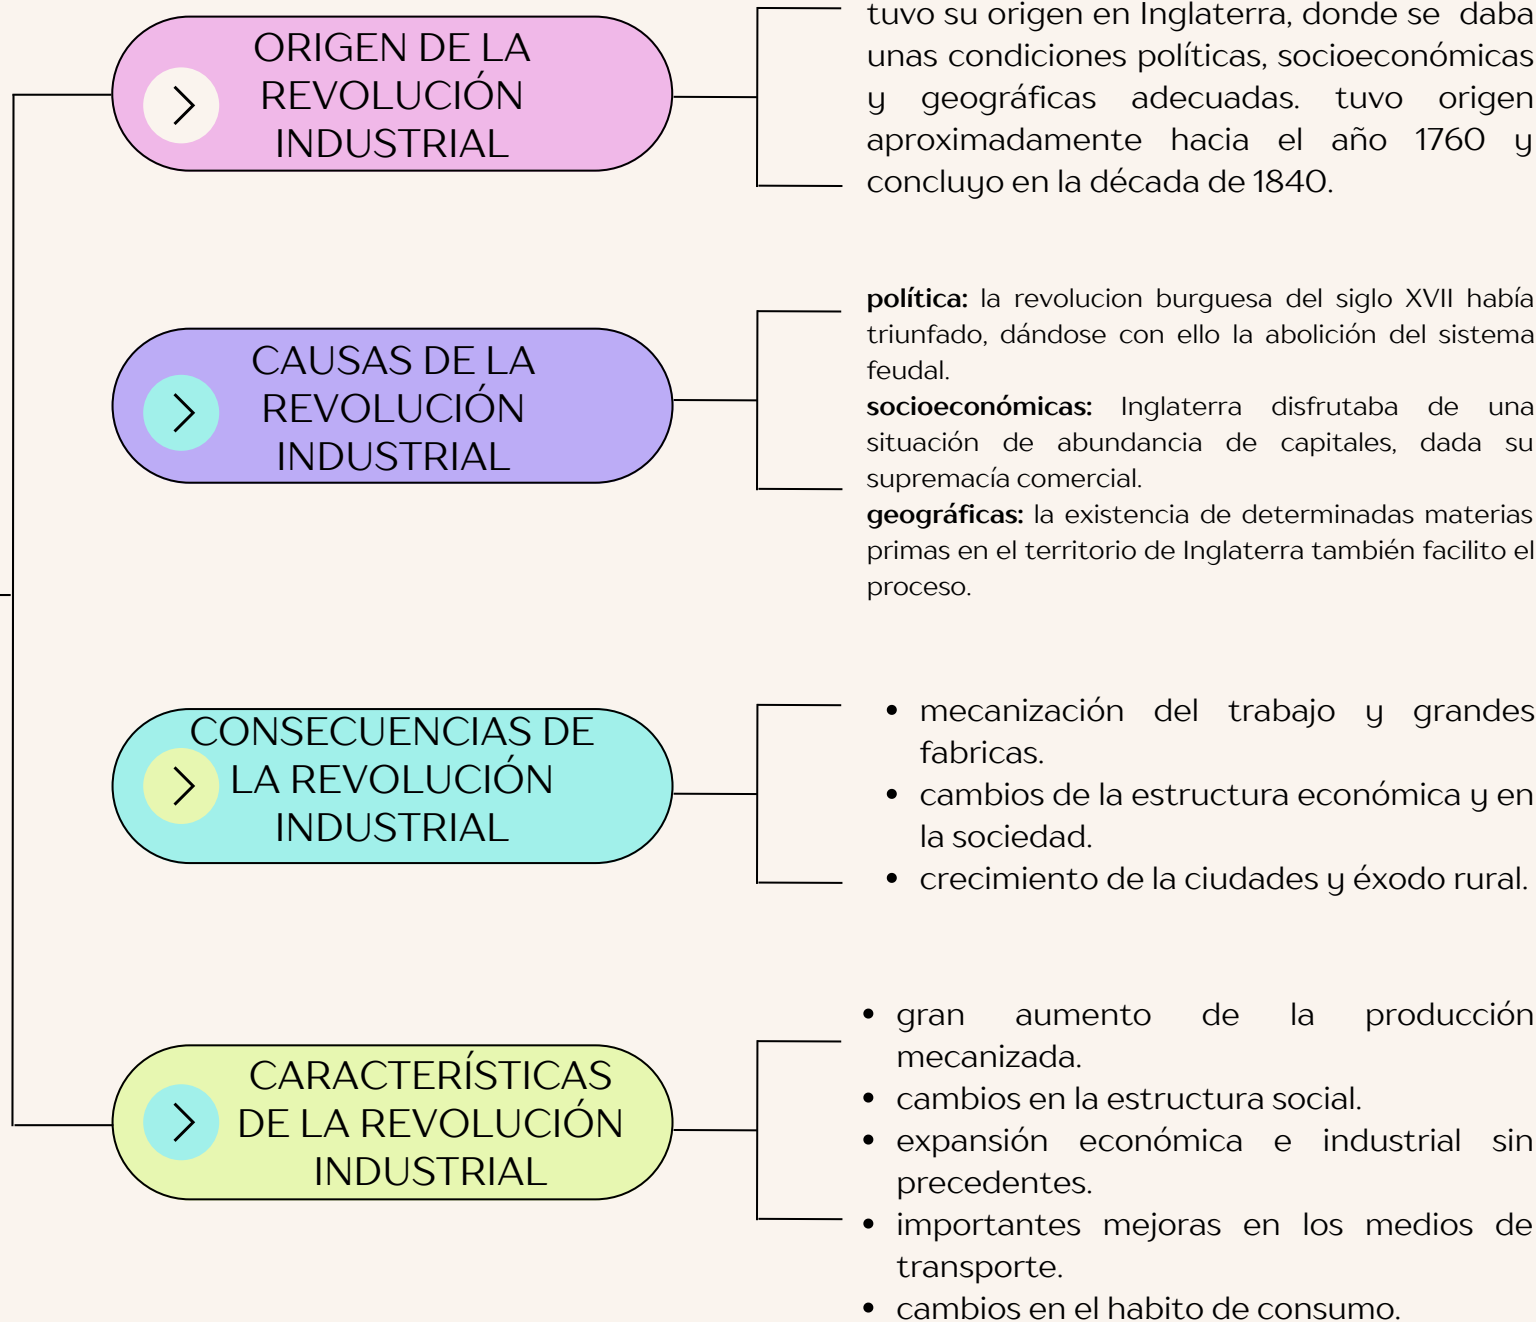 ORIGEN DE LA
REVOLUCIÓN
INDUSTRIAL
tuvo su origen en Inglaterra, donde se daba
unas condiciones políticas, socioeconómicas
y geográficas adecuadas. tuvo origen
aproximadamente hacia el año 1760 y
concluyo en la década de 1840.
CAUSAS DE LA
REVOLUCIÓN
INDUSTRIAL
política: la revolucion burguesa del siglo XVII había
triunfado, dándose con ello la abolición del sistema
feudal.
socioeconómicas: Inglaterra disfrutaba de una
situación de abundancia de capitales, dada su
supremacía comercial.
geográficas: la existencia de determinadas materias
primas en el territorio de Inglaterra también facilito el
proceso.
CONSECUENCIAS DE
LA REVOLUCIÓN
INDUSTRIAL
• mecanización del trabajo y grandes
fabricas.
• cambios de la estructura económica y en
la sociedad.
• crecimiento de la ciudades y éxodo rural.
CARACTERÍSTICAS
DE LA REVOLUCIÓN
INDUSTRIAL
• gran aumento de la producción
mecanizada.
• cambios en la estructura social.
• expansión económica e industrial sin
precedentes.
• importantes mejoras en los medios de
transporte.
• cambios en el habito de consumo.